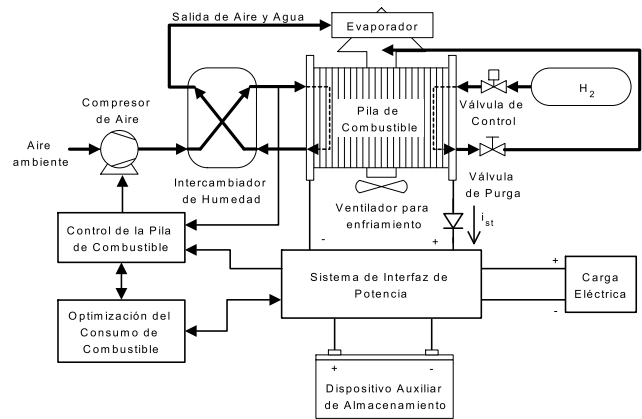 Salida de Aire y Agua
Evaporador
Compresor
de Aire
Aire
ambiente
Intercambiador
de Humedad
Pila de
Combustible
H2
Válvula de
Control
Válvula
de Purga
Ventilador para
enfriamiento
ist
-
+
Control de la Pila
de Combustible
Sistema de Interfaz de
Potencia
+
-
Carga
Eléctrica
Optimización del
Consumo de
Combustible
+
-
Dispositivo Auxiliar
de Almacenamiento